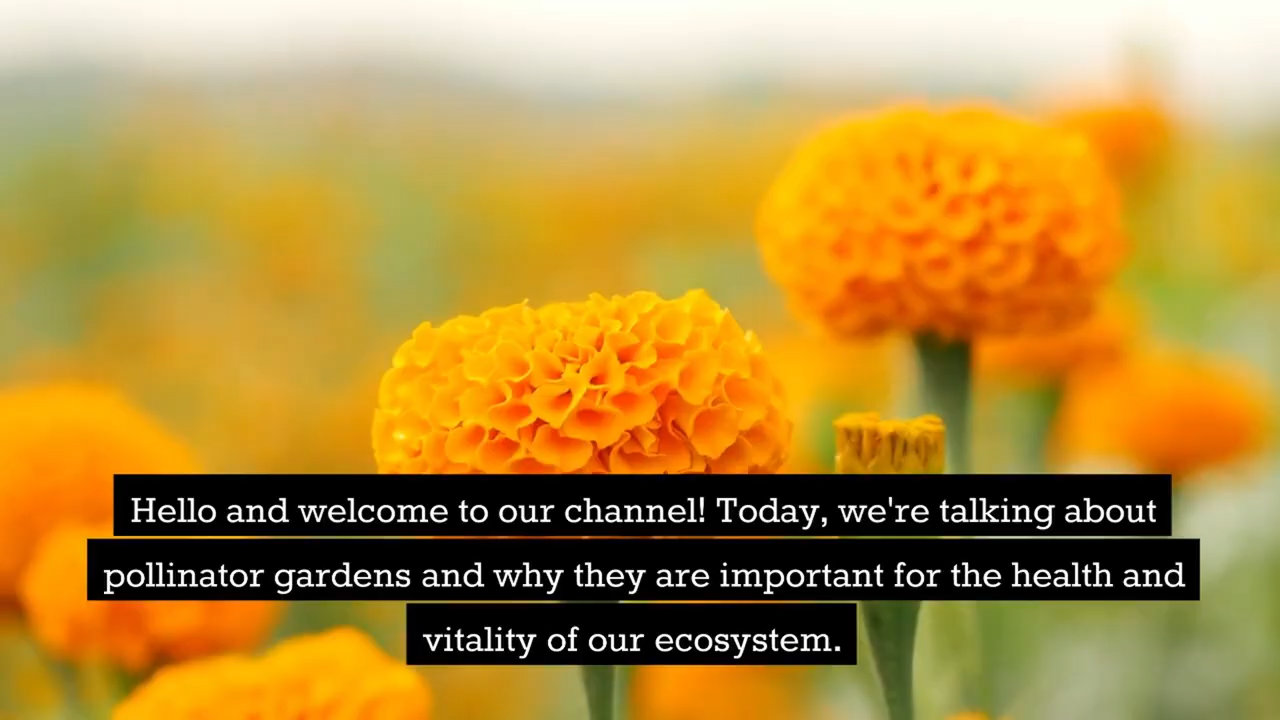 Hello and welcome to our channel! Today, we're talking about
pollinator gardens and why they are important for the health and
vitality of our ecosystem.